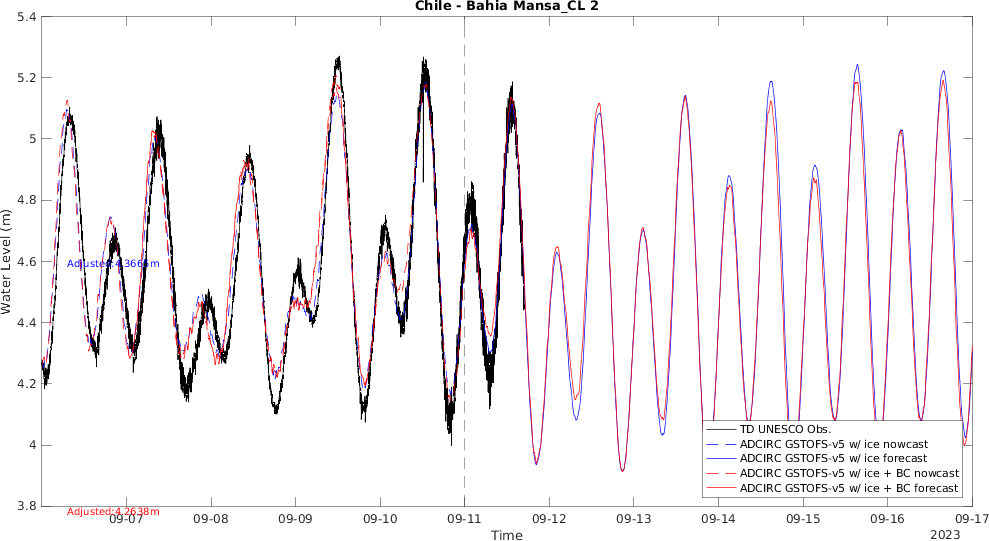 Chile - Bahia Mansa_CL 2
5.4
5.2
5
4.8
4.6
4.4
4.2
4
3.8
Water Level (m)
Adjusted:4.3665m
Adjusted:4.2638m
TD UNESCO Obs.
ADCIRC GSTOFS-v5 w/ ice nowcast
ADCIRC GSTOFS-v5 w/ ice forecast
ADCIRC GSTOFS-v5 w/ ice + BC nowcast
ADCIRC GSTOFS-v5 w/ ice + BC forecast
09-07 09-08 09-09 09-10 09-11 09-12 09-13 09-14 09-15 09-16 09-17
Time
2023